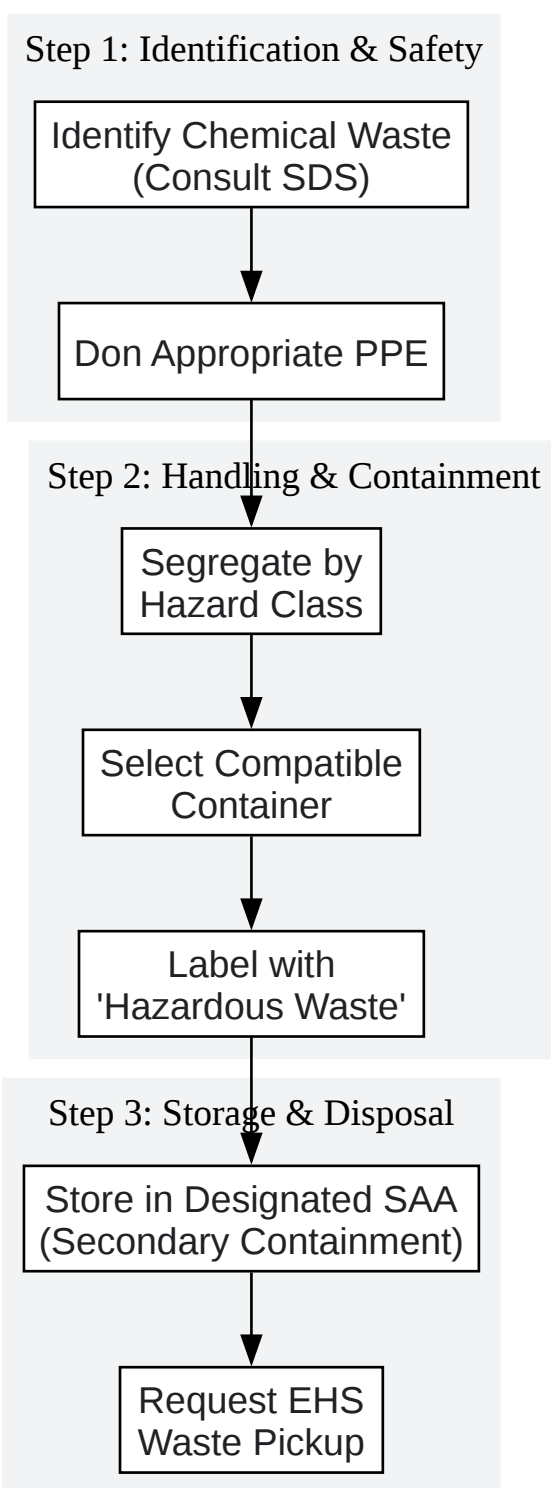 Step 1: Identification & Safety
Identify Chemical Waste
(Consult SDS)
Don Appropriate PPE
Step 2: Handling & Containment
Segregate by
Hazard Class
Select Compatible
Container
Label with
'Hazardous Waste'
Step 3: Storage & Disposal
Store in Designated SAA
(Secondary Containment)
Request EHS
Waste Pickup